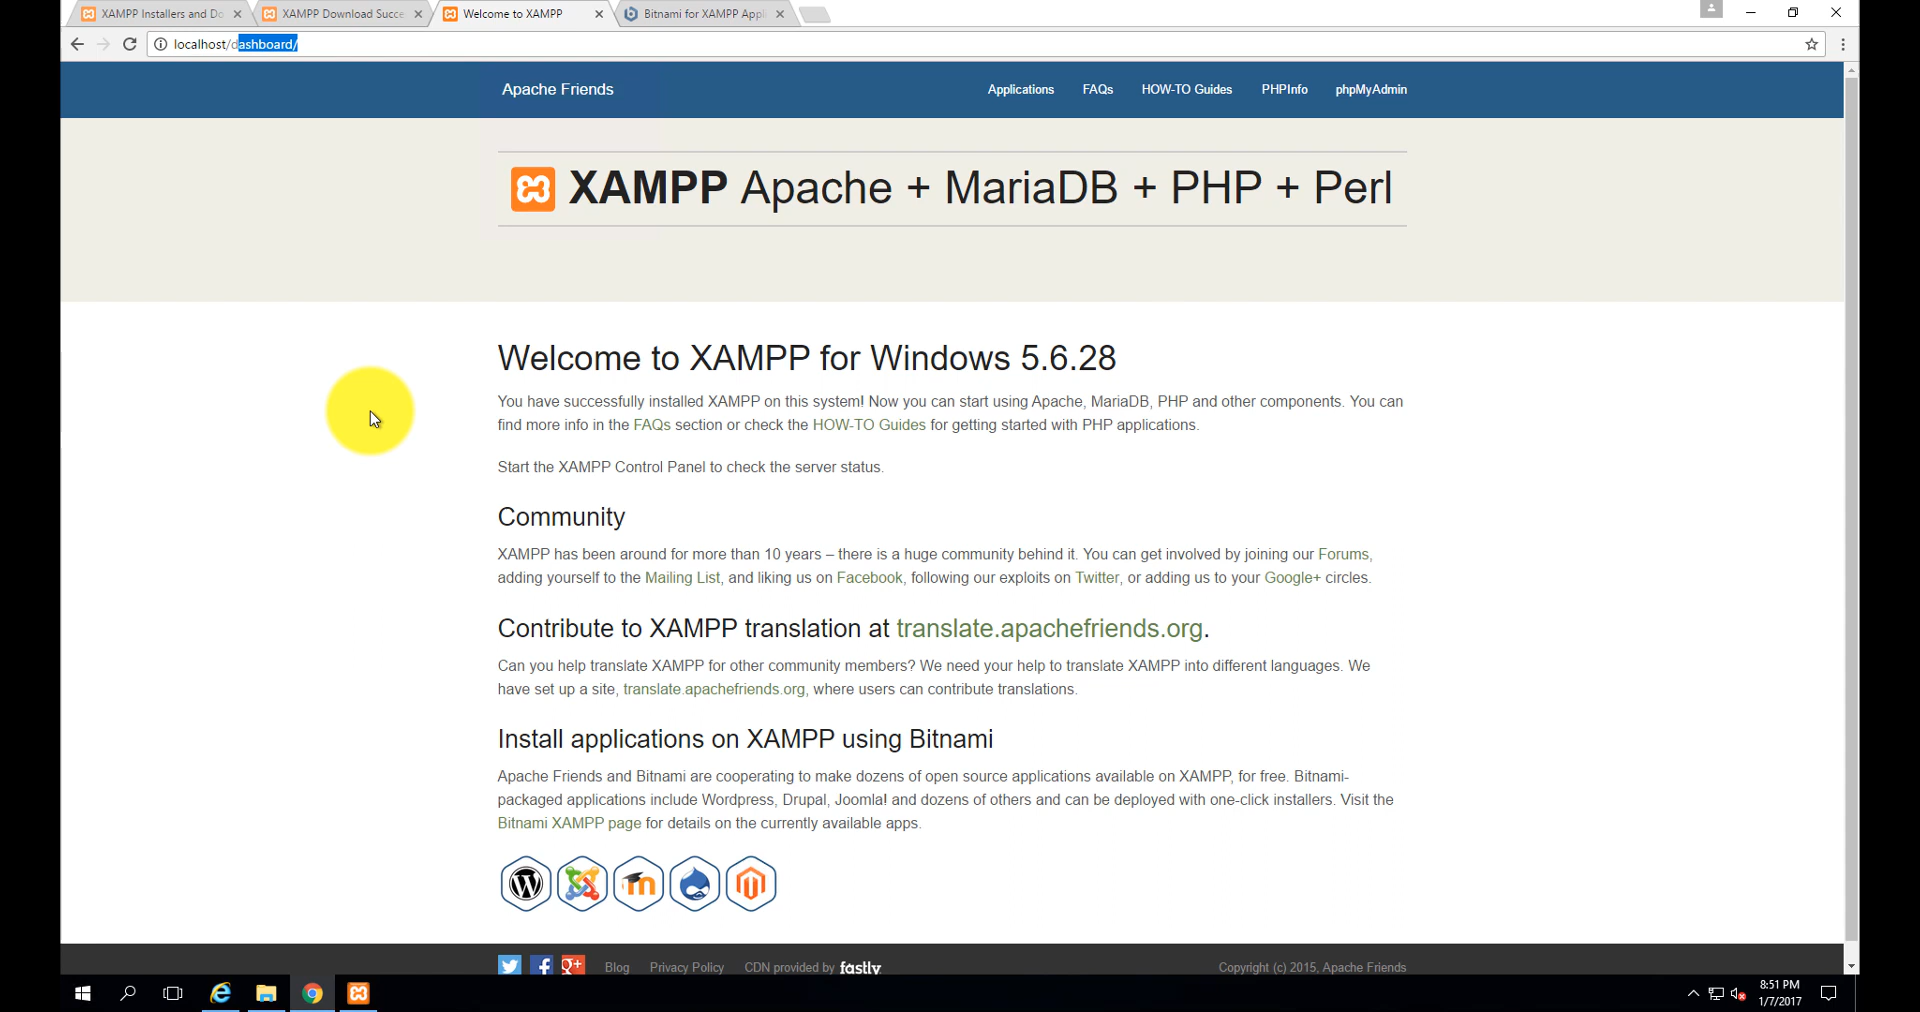 XAMPP Installers and Do
XAMPP Download Succe
Welcome to XAMPP
Bitnami for XAMPP Appl
localhost/dashboard/
Apache Friends
Applications
FAQs
HOW-TO Guides
PHPInfo
phpMyAdmin
XAMPP Apache + MariaDB + PHP + Perl
Welcome to XAMPP for Windows 5.6.28
You have successfully installed XAMPP on this system! Now you can start using Apache, MariaDB, PHP and other components. You can
find more info in the FAQs section or check the HOW-TO Guides for getting started with PHP applications.
Start the XAMPP Control Panel to check the server status.
Community
XAMPP has been around for more than 10 years – there is a huge community behind it. You can get involved by joining our Forums,
adding yourself to the Mailing List, and liking us on Facebook, following our exploits on Twitter, or adding us to your Google+ circles.
Contribute to XAMPP translation at translate.apachefriends.org.
Can you help translate XAMPP for other community members? We need your help to translate XAMPP into different languages. We
have set up a site, translate.apachefriends.org, where users can contribute translations.
Install applications on XAMPP using Bitnami
Apache Friends and Bitnami are cooperating to make dozens of open source applications available on XAMPP, for free. Bitnami-
packaged applications include Wordpress, Drupal, Joomla! and dozens of others and can be deployed with one-click installers. Visit the
Bitnami XAMPP page for details on the currently available apps.
Blog
Privacy Policy
CDN provided by fastly
Copyright (c) 2015, Apache Friends
8:51 PM
1/7/2017